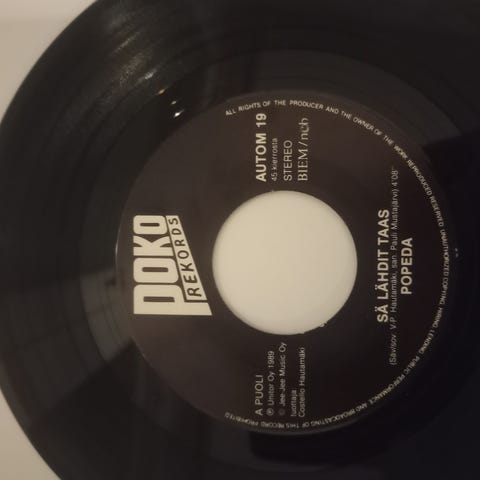 POKO
REKORDS
AUTOM 19
45 kierrosta
STEREO
BIEM/ncb
A PUOLI
℗ Unitor Oy 1989
© Jee Jee Music Oy
tuottaja:
Costello Hautamäki
SÄ LÄHDIT TAAS
POPEDA
(Sävlsov. V-P. Hautamäki, san. Pauli Mustajärvi) 4'08"
ALL RIGHTS OF THE PRODUCER AND THE OWNER OF THE WORK REPRODUCED RESERVED UNAUTHORIZED COPYING HIRING LENDING PUBLIC PERFORMANCE AND BROADCASTING OF THIS RECORD PROHIBITED